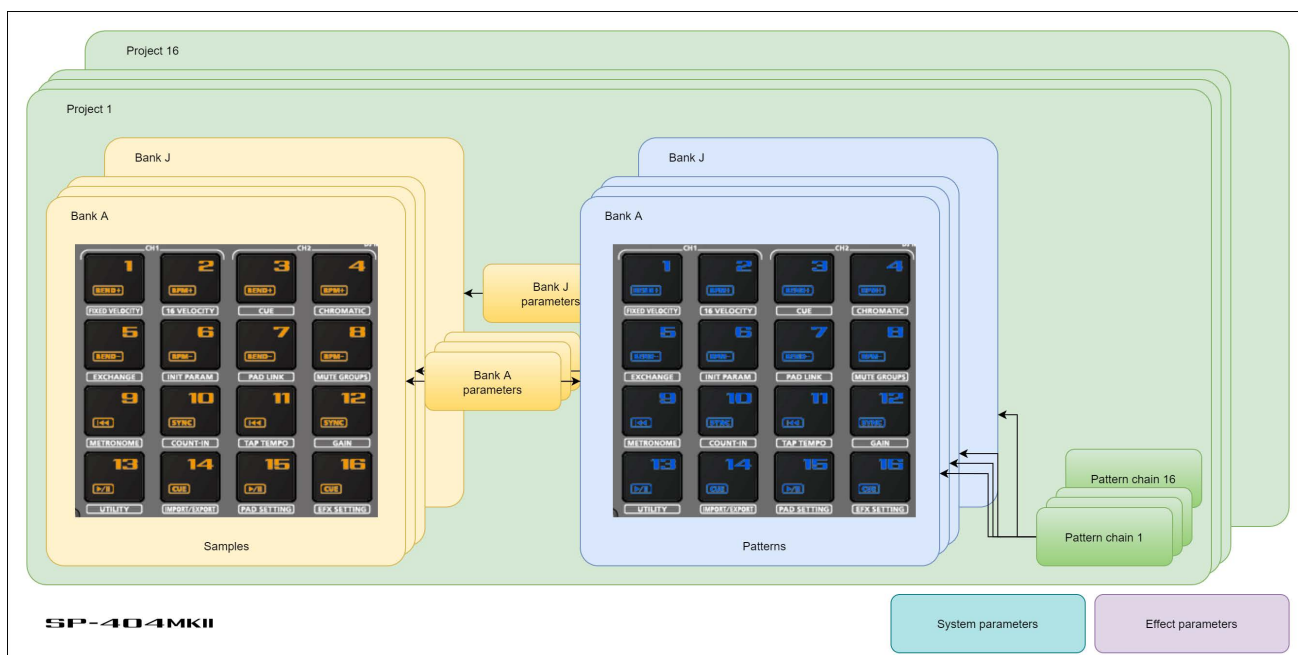 Project 16
Project 1
Bank J
Bank A
CH1
CH2
1
2
3
4
BEND+
BPM+
BEND+
BPM+
FIXED VELOCITY
16 VELOCITY
CUE
CHROMATIC
5
6
7
8
BEND-
BPM-
BEND-
BPM-
EXCHANGE
INIT PARAM
PAD LINK
MUTE GROUPS
9
10
11
12
SYNC
SYNC
METRONOME
COUNT-IN
TAP TEMPO
GAIN
13
14
15
16
CUE
CUE
UTILITY
IMPORT/EXPORT
PAD SETTING
EFX SETTING
Samples
Bank J
parameters
Bank A
parameters
Bank J
Bank A
CH1
CH2
1
2
3
4
FIXED VELOCITY
16 VELOCITY
CUE
CHROMATIC
5
6
7
8
EXCHANGE
INIT PARAM
PAD LINK
MUTE GROUPS
9
10
11
12
SYNC
SYNC
METRONOME
COUNT-IN
TAP TEMPO
GAIN
13
14
15
16
CUE
CUE
UTILITY
IMPORT/EXPORT
PAD SETTING
EFX SETTING
Patterns
Pattern chain 16
Pattern chain 1
SP-404MKII
System parameters
Effect parameters